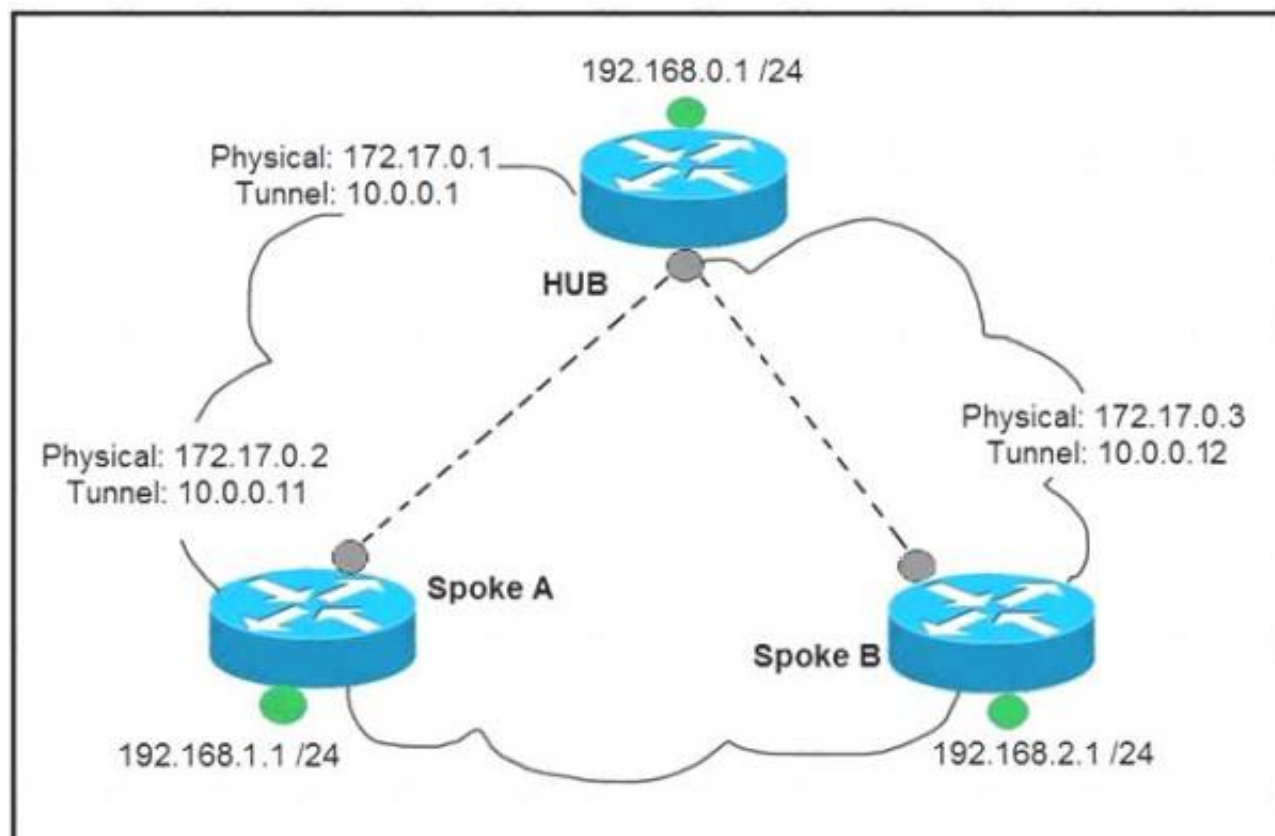 192.168.0.1 /24
Physical: 172.17.0.1
Tunnel: 10.0.0.1
HUB
Physical: 172.17.0.3
Tunnel: 10.0.0.12
Physical: 172.17.0.2
Tunnel: 10.0.0.11
Spoke A
Spoke B
192.168.1.1 /24
192.168.2.1 /24